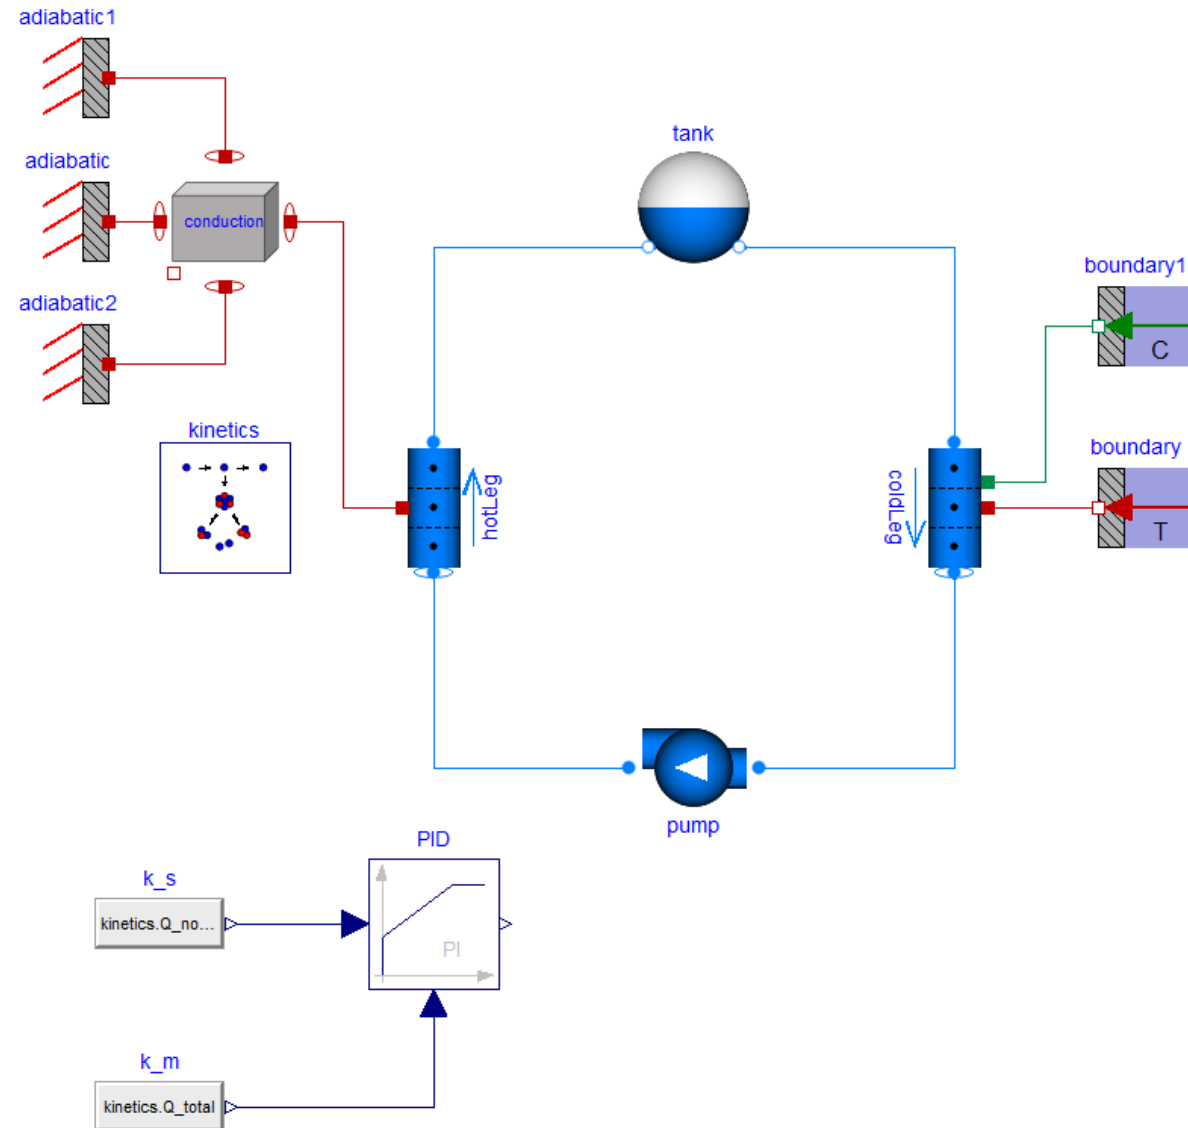 adiabatic1
tank
adiabatic
conduction
boundary1
C
adiabatic2
kinetics
hotLeg
coldLeg
boundary
T
pump
PID
k_s
kinetics.Q_no...
PI
k_m
kinetics.Q_total